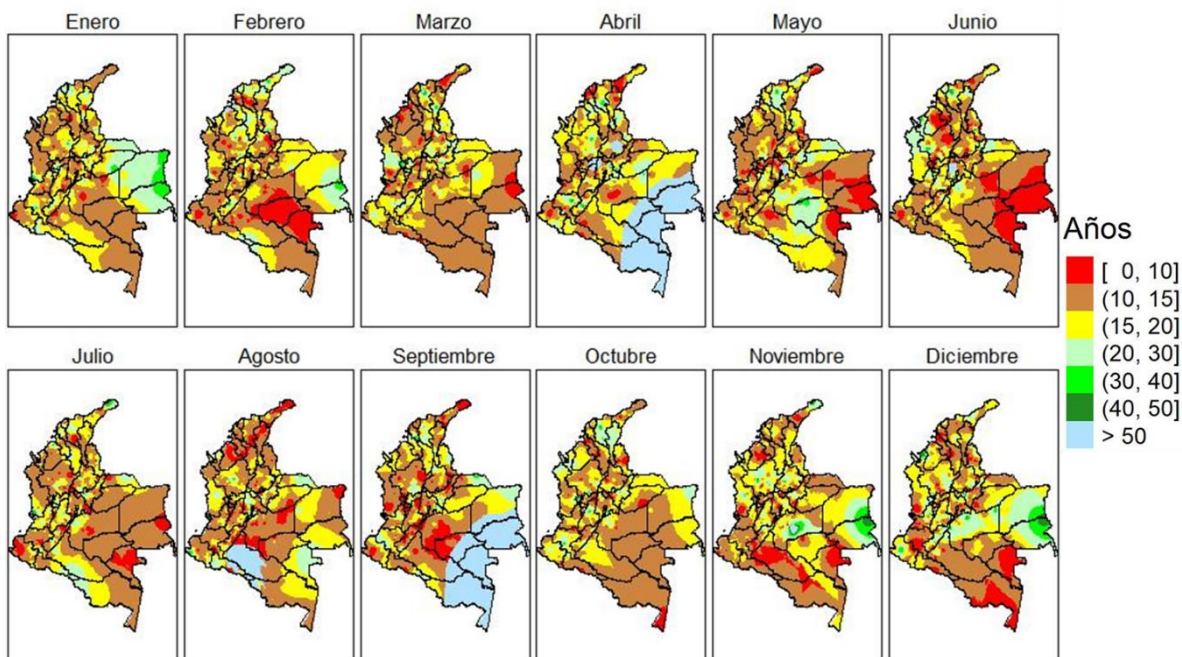 Enero Febrero Marzo Abril Mayo Junio
Julio Agosto Septiembre Octubre Noviembre Diciembre
Años
[ 0, 10]
(10, 15]
(15, 20]
(20, 30]
(30, 40]
(40, 50]
> 50